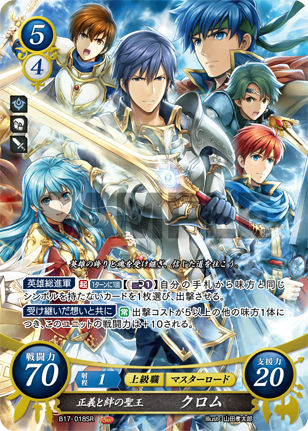 5
4
英雄の誇りと魂を受け継ぎ、信じた道を往こう。
英雄総進軍 起 1ターンに1回 [1] 自分の手札から味方と同じ
シンボルを持たないカードを1枚選び、出撃させる。
受け継いだ想いと共に 常 出撃コストが5以上の他の味方1体に
つき、このユニットの戦闘力は+10される。
戦闘力
70
射程 1
上級職 マスターロード
支援力
20
正義と絆の聖王 クロム
B17-018SR
Illust:山田孝太郎